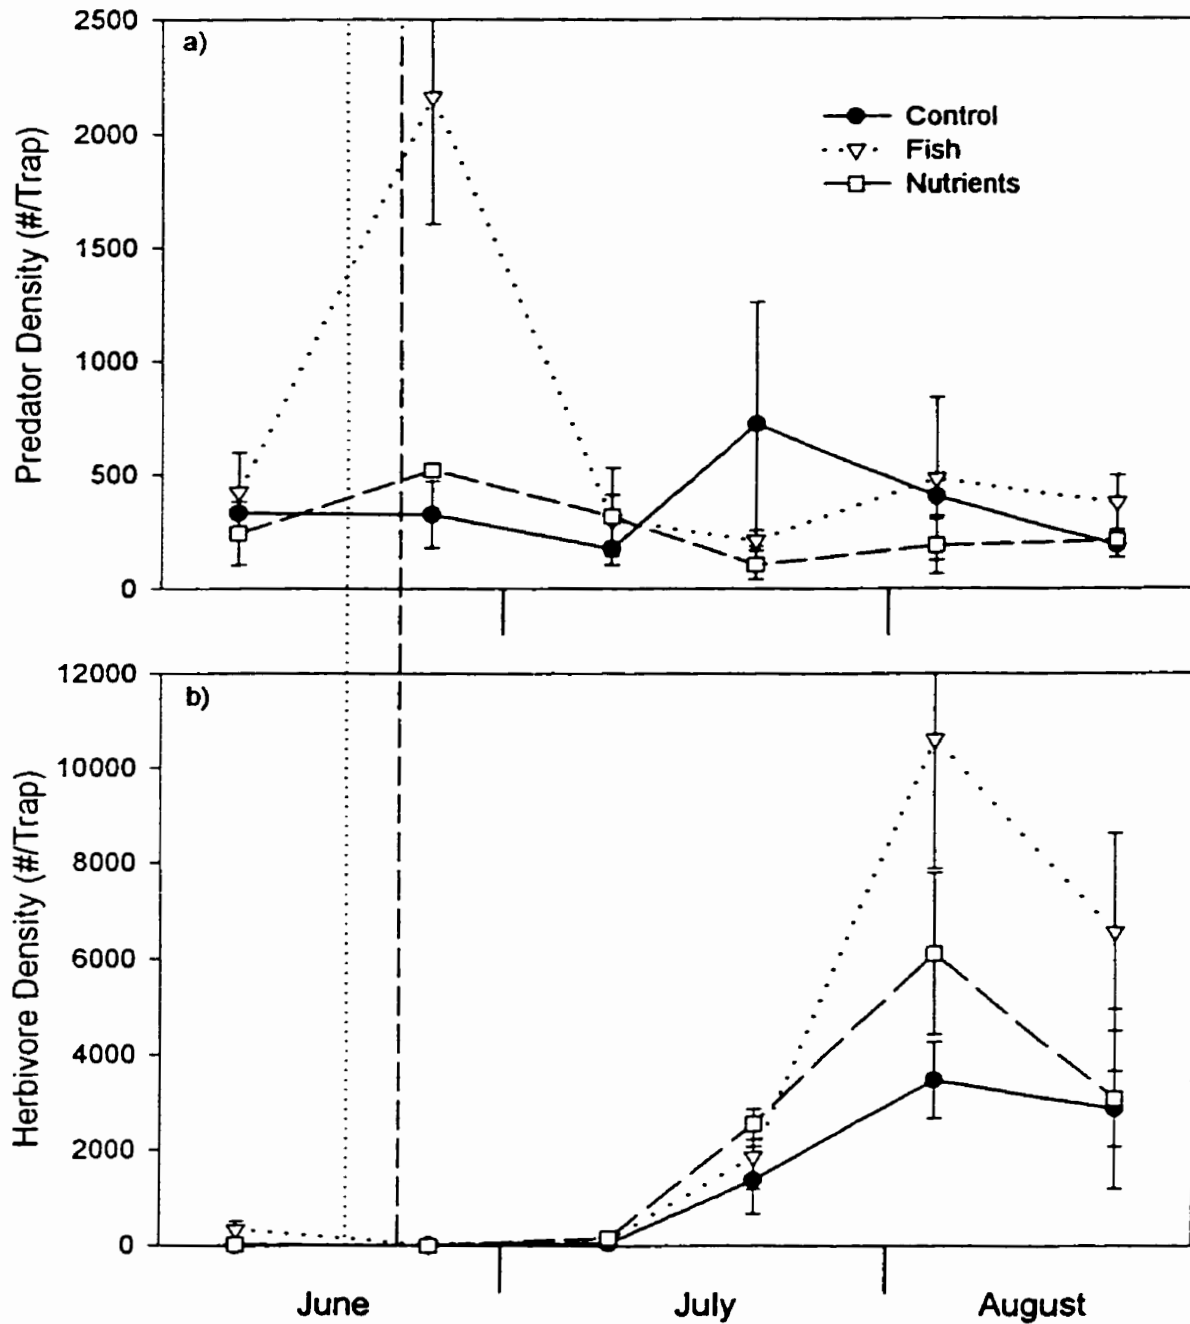 a)
Predator Density (#/Trap)
2500
2000
1500
1000
500
0
Control
Fish
Nutrients
b)
Herbivore Density (#/Trap)
12000
10000
8000
6000
4000
2000
0
June
July
August